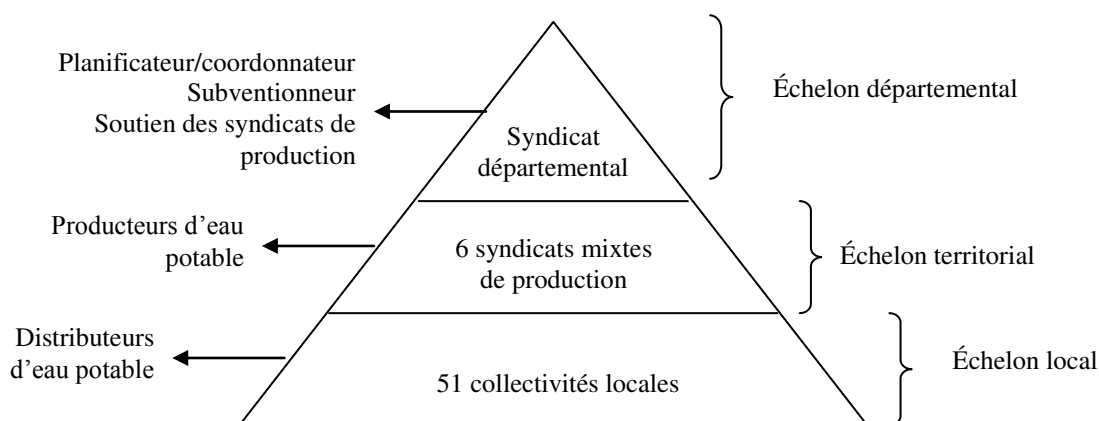 Planificateur/coordonnateur
Subventionneur
Soutien des syndicats de
production
Syndicat
départemental
Échelon départemental
Producteurs d’eau
potable
6 syndicats mixtes
de production
Échelon territorial
Distributeurs
d’eau potable
51 collectivités locales
Échelon local